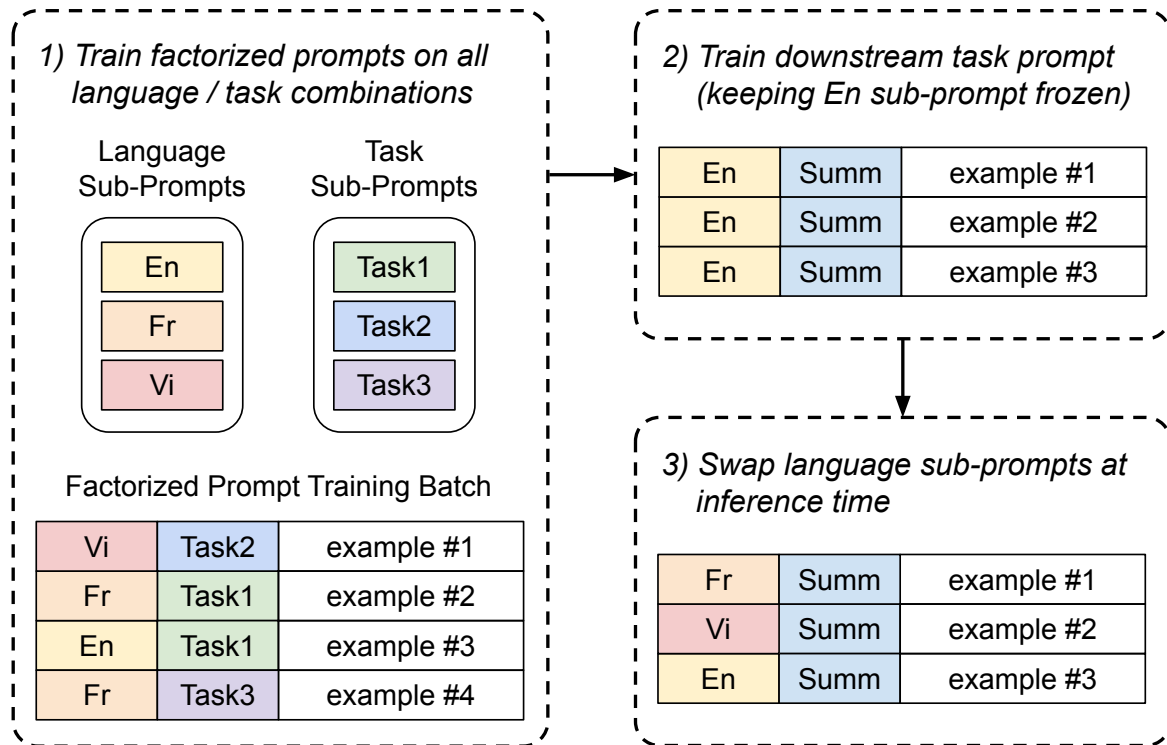 1) Train factorized prompts on all
language / task combinations
Language
Sub-Prompts
Task
Sub-Prompts
En
Fr
Vi
Task1
Task2
Task3
Factorized Prompt Training Batch
Vi Task2 example #1
Fr Task1 example #2
En Task1 example #3
Fr Task3 example #4
2) Train downstream task prompt
(keeping En sub-prompt frozen)
En Summ example #1
En Summ example #2
En Summ example #3
3) Swap language sub-prompts at
inference time
Fr Summ example #1
Vi Summ example #2
En Summ example #3